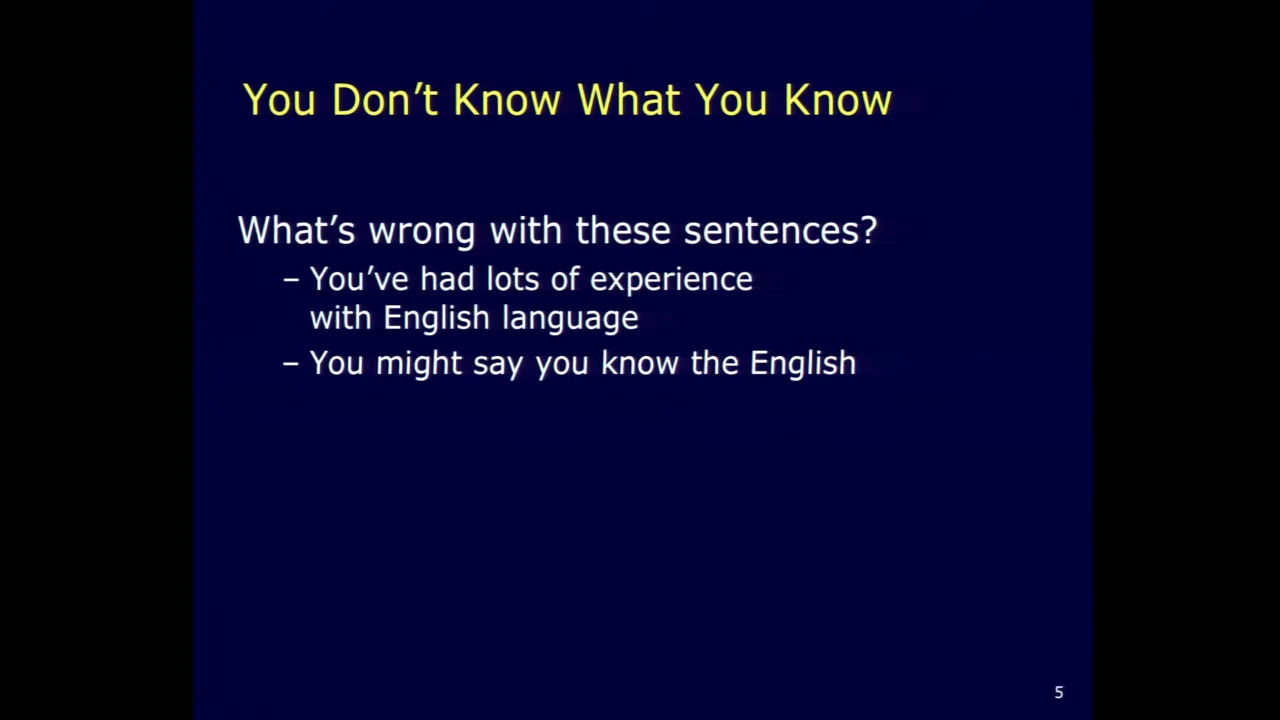 You Don’t Know What You Know
What’s wrong with these sentences?
– You’ve had lots of experience
with English language
– You might say you know the English
5